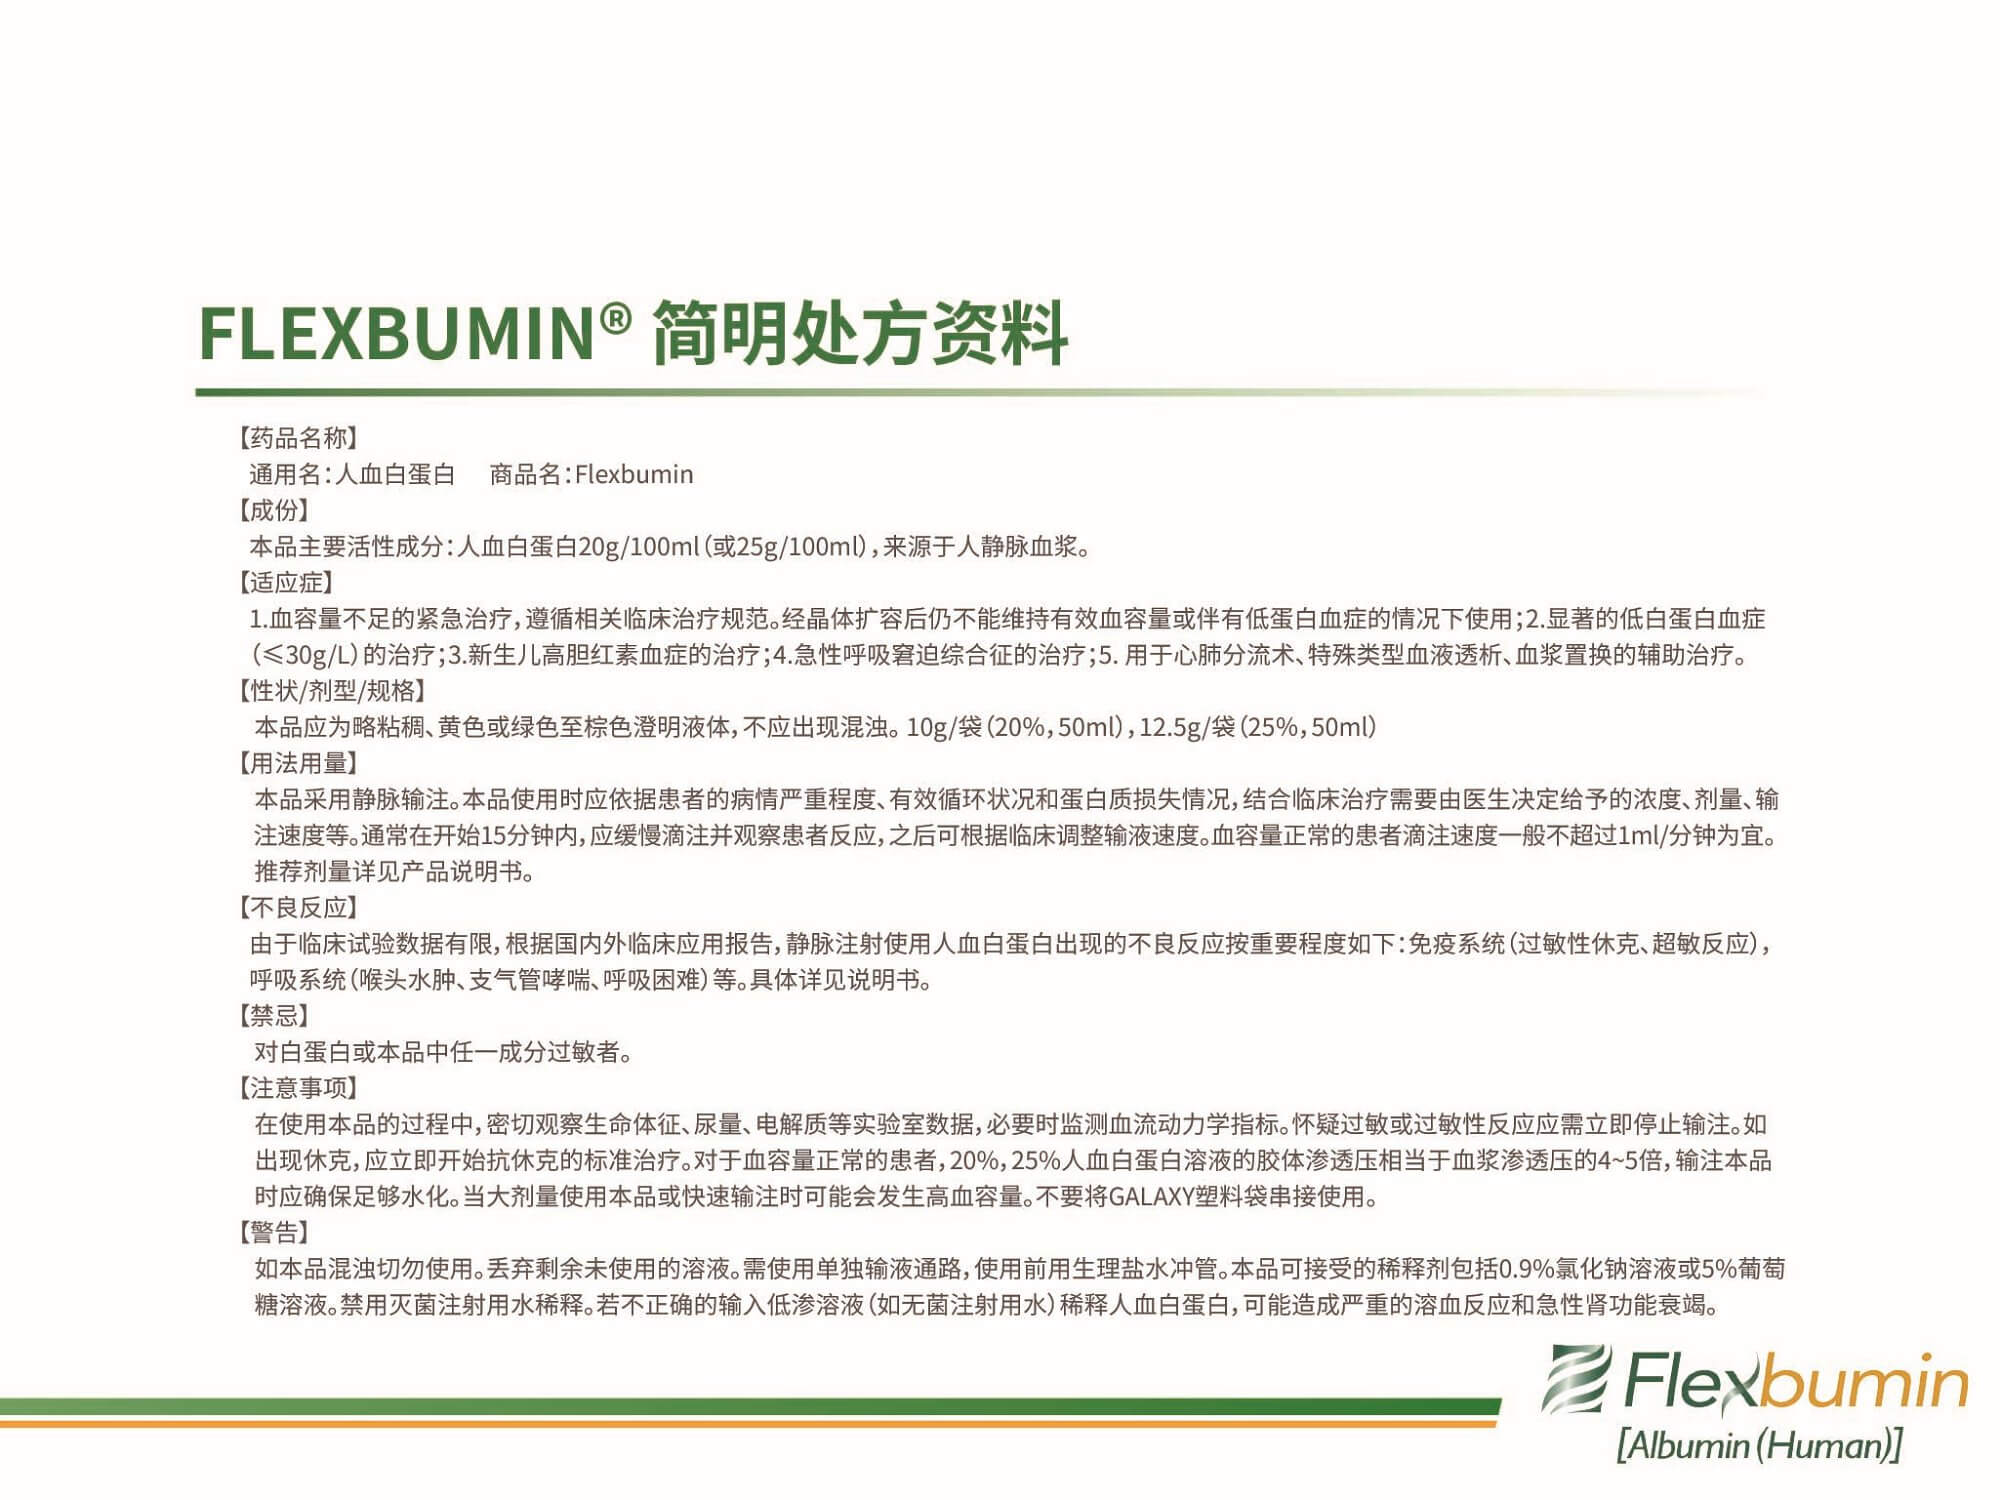 FLEXBUMIN® 简明处方资料
【药品名称】
通用名：人血白蛋白 商品名：Flexbumin
【成份】
本品主要活性成分：人血白蛋白20g/100ml（或25g/100ml），来源于人静脉血浆。
【适应症】
1.血容量不足的紧急治疗，遵循相关临床治疗规范。经晶体扩容后仍不能维持有效血容量或伴有低蛋白血症的情况下使用；2.显著的低白蛋白血症
（≤30g/L）的治疗；3.新生儿高胆红素血症的治疗；4.急性呼吸窘迫综合征的治疗；5. 用于心肺分流术、特殊类型血液透析、血浆置换的辅助治疗。
【性状/剂型/规格】
本品应为略粘稠、黄色或绿色至棕色澄明液体，不应出现混浊。 10g/袋（20%，50ml），12.5g/袋（25%，50ml）
【用法用量】
本品采用静脉输注。本品使用时应依据患者的病情严重程度、有效循环状况和蛋白质损失情况，结合临床治疗需要由医生决定给予的浓度、剂量、输
注速度等。通常在开始15分钟内，应缓慢滴注并观察患者反应，之后可根据临床调整输液速度。血容量正常的患者滴注速度一般不超过1ml/分钟为宜。
推荐剂量详见产品说明书。
【不良反应】
由于临床试验数据有限，根据国内外临床应用报告，静脉注射使用人血白蛋白出现的不良反应按重要程度如下：免疫系统（过敏性休克、超敏反应），
呼吸系统（喉头水肿、支气管哮喘、呼吸困难）等。具体详见说明书。
【禁忌】
对白蛋白或本品中任一成分过敏者。
【注意事项】
在使用本品的过程中，密切观察生命体征、尿量、电解质等实验室数据，必要时监测血流动力学指标。怀疑过敏或过敏性反应应需立即停止输注。如
出现休克，应立即开始抗休克的标准治疗。对于血容量正常的患者，20%，25%人血白蛋白溶液的胶体渗透压相当于血浆渗透压的4~5倍，输注本品
时应确保足够水化。当大剂量使用本品或快速输注时可能会发生高血容量。不要将GALAXY塑料袋串接使用。
【警告】
如本品混浊切勿使用。丢弃剩余未使用的溶液。需使用单独输液通路，使用前用生理盐水冲管。本品可接受的稀释剂包括0.9%氯化钠溶液或5%葡萄
糖溶液。禁用灭菌注射用水稀释。若不正确的输入低渗溶液（如无菌注射用水）稀释人血白蛋白，可能造成严重的溶血反应和急性肾功能衰竭。
Flexbumin
[Albumin (Human)]